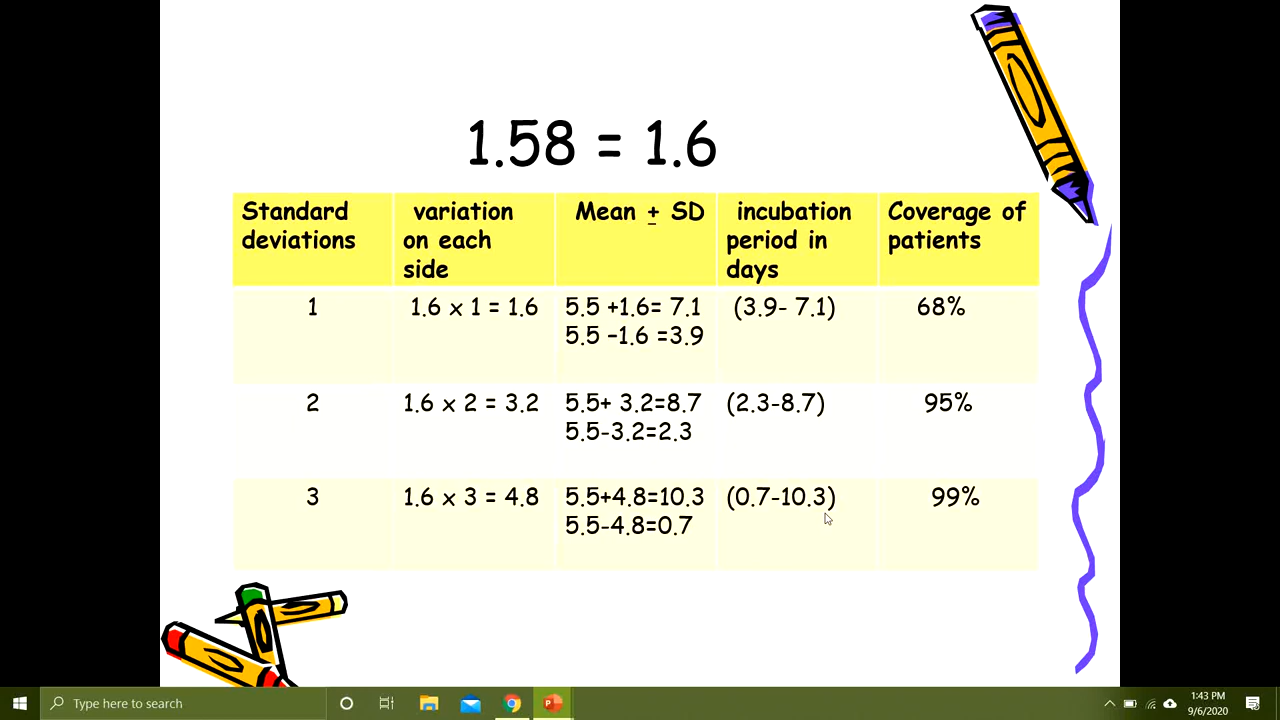 1.58 = 1.6
Standard deviations
variation on each side
Mean + SD
incubation period in days
Coverage of patients
1
1.6 x 1 = 1.6
5.5 +1.6= 7.1
5.5 –1.6 =3.9
(3.9- 7.1)
68%
2
1.6 x 2 = 3.2
5.5+ 3.2=8.7
5.5-3.2=2.3
(2.3-8.7)
95%
3
1.6 x 3 = 4.8
5.5+4.8=10.3
5.5-4.8=0.7
(0.7-10.3)
99%
Type here to search
1:43 PM
9/6/2020